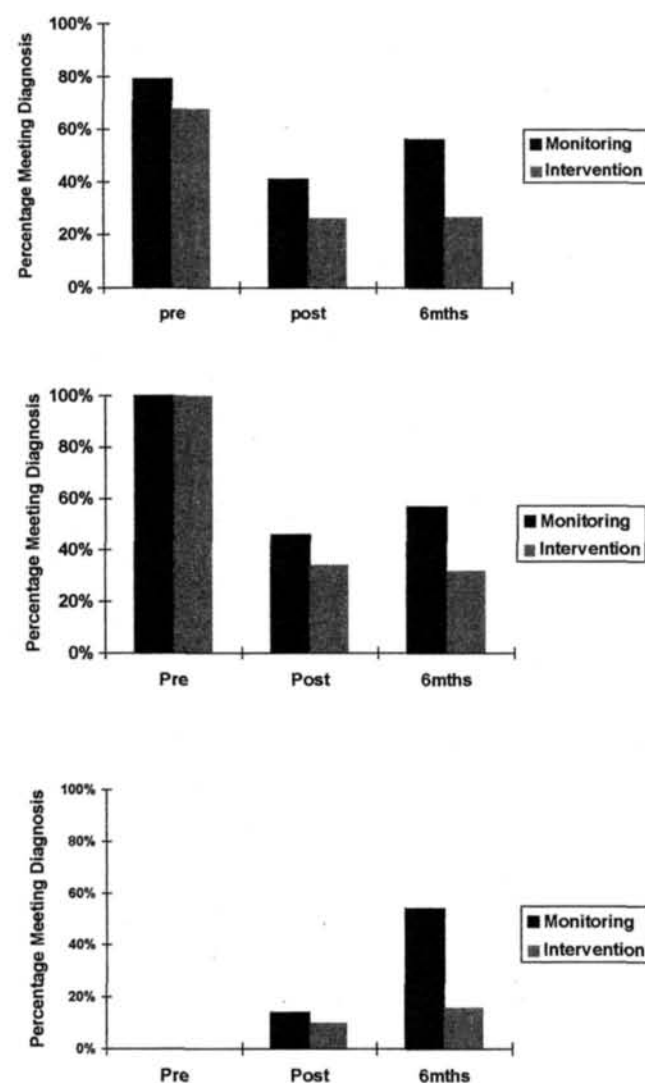 Percentage Meeting Diagnosis
100%
80%
60%
40%
20%
0%
pre post 6mths
Monitoring
Intervention
Percentage Meeting Diagnosis
100%
80%
60%
40%
20%
0%
Pre Post 6mths
Monitoring
Intervention
Percentage Meeting Diagnosis
100%
80%
60%
40%
20%
0%
Pre Post 6mths
Monitoring
Intervention